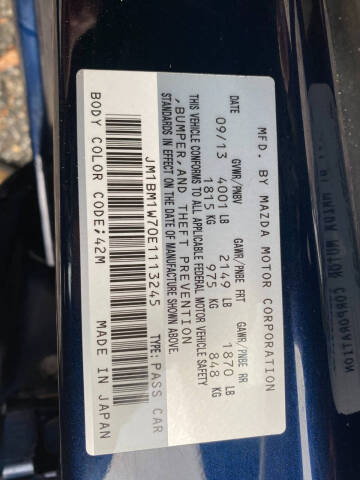 MFD. BY MAZDA MOTOR CORPORATION
DATE GVWR/PNBV GAWR/PNBE FRT GAWR/PNBE RR
09/13 4001 LB 2149 LB 1870 LB
1815 KG 975 KG 848 KG
THIS VEHICLE CONFORMS TO ALL APPLICABLE FEDERAL MOTOR VEHICLE SAFETY
,BUMPER,AND THEFT PREVENTION
STANDARDS IN EFFECT ON THE DATE OF MANUFACTURE SHOWN ABOVE.
JM1BM1W70E1113245 TYPE:PASS CAR
BODY COLOR CODE;42M MADE IN JAPAN